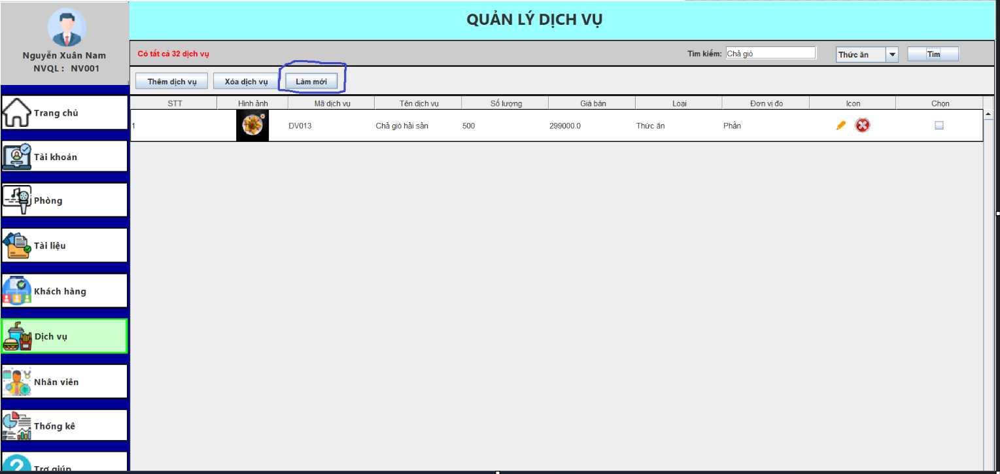 Nguyễn Xuân Nam
NVQL : NV001
Trang chủ
Tài khoản
Phòng
Tài liệu
Khách hàng
Dịch vụ
Nhân viên
Thống kê
Trợ giúp
QUẢN LÝ DỊCH VỤ
Có tất cả 32 dịch vụ
Tìm kiếm: Chả giò Thức ăn Tìm
Thêm dịch vụ Xóa dịch vụ Làm mới
STT Hình ảnh Mã dịch vụ Tên dịch vụ Số lượng Giá bán Loại Đơn vị đo Icon Chọn
1 DV013 Chả giò hải sản 500 299000.0 Thức ăn Phần